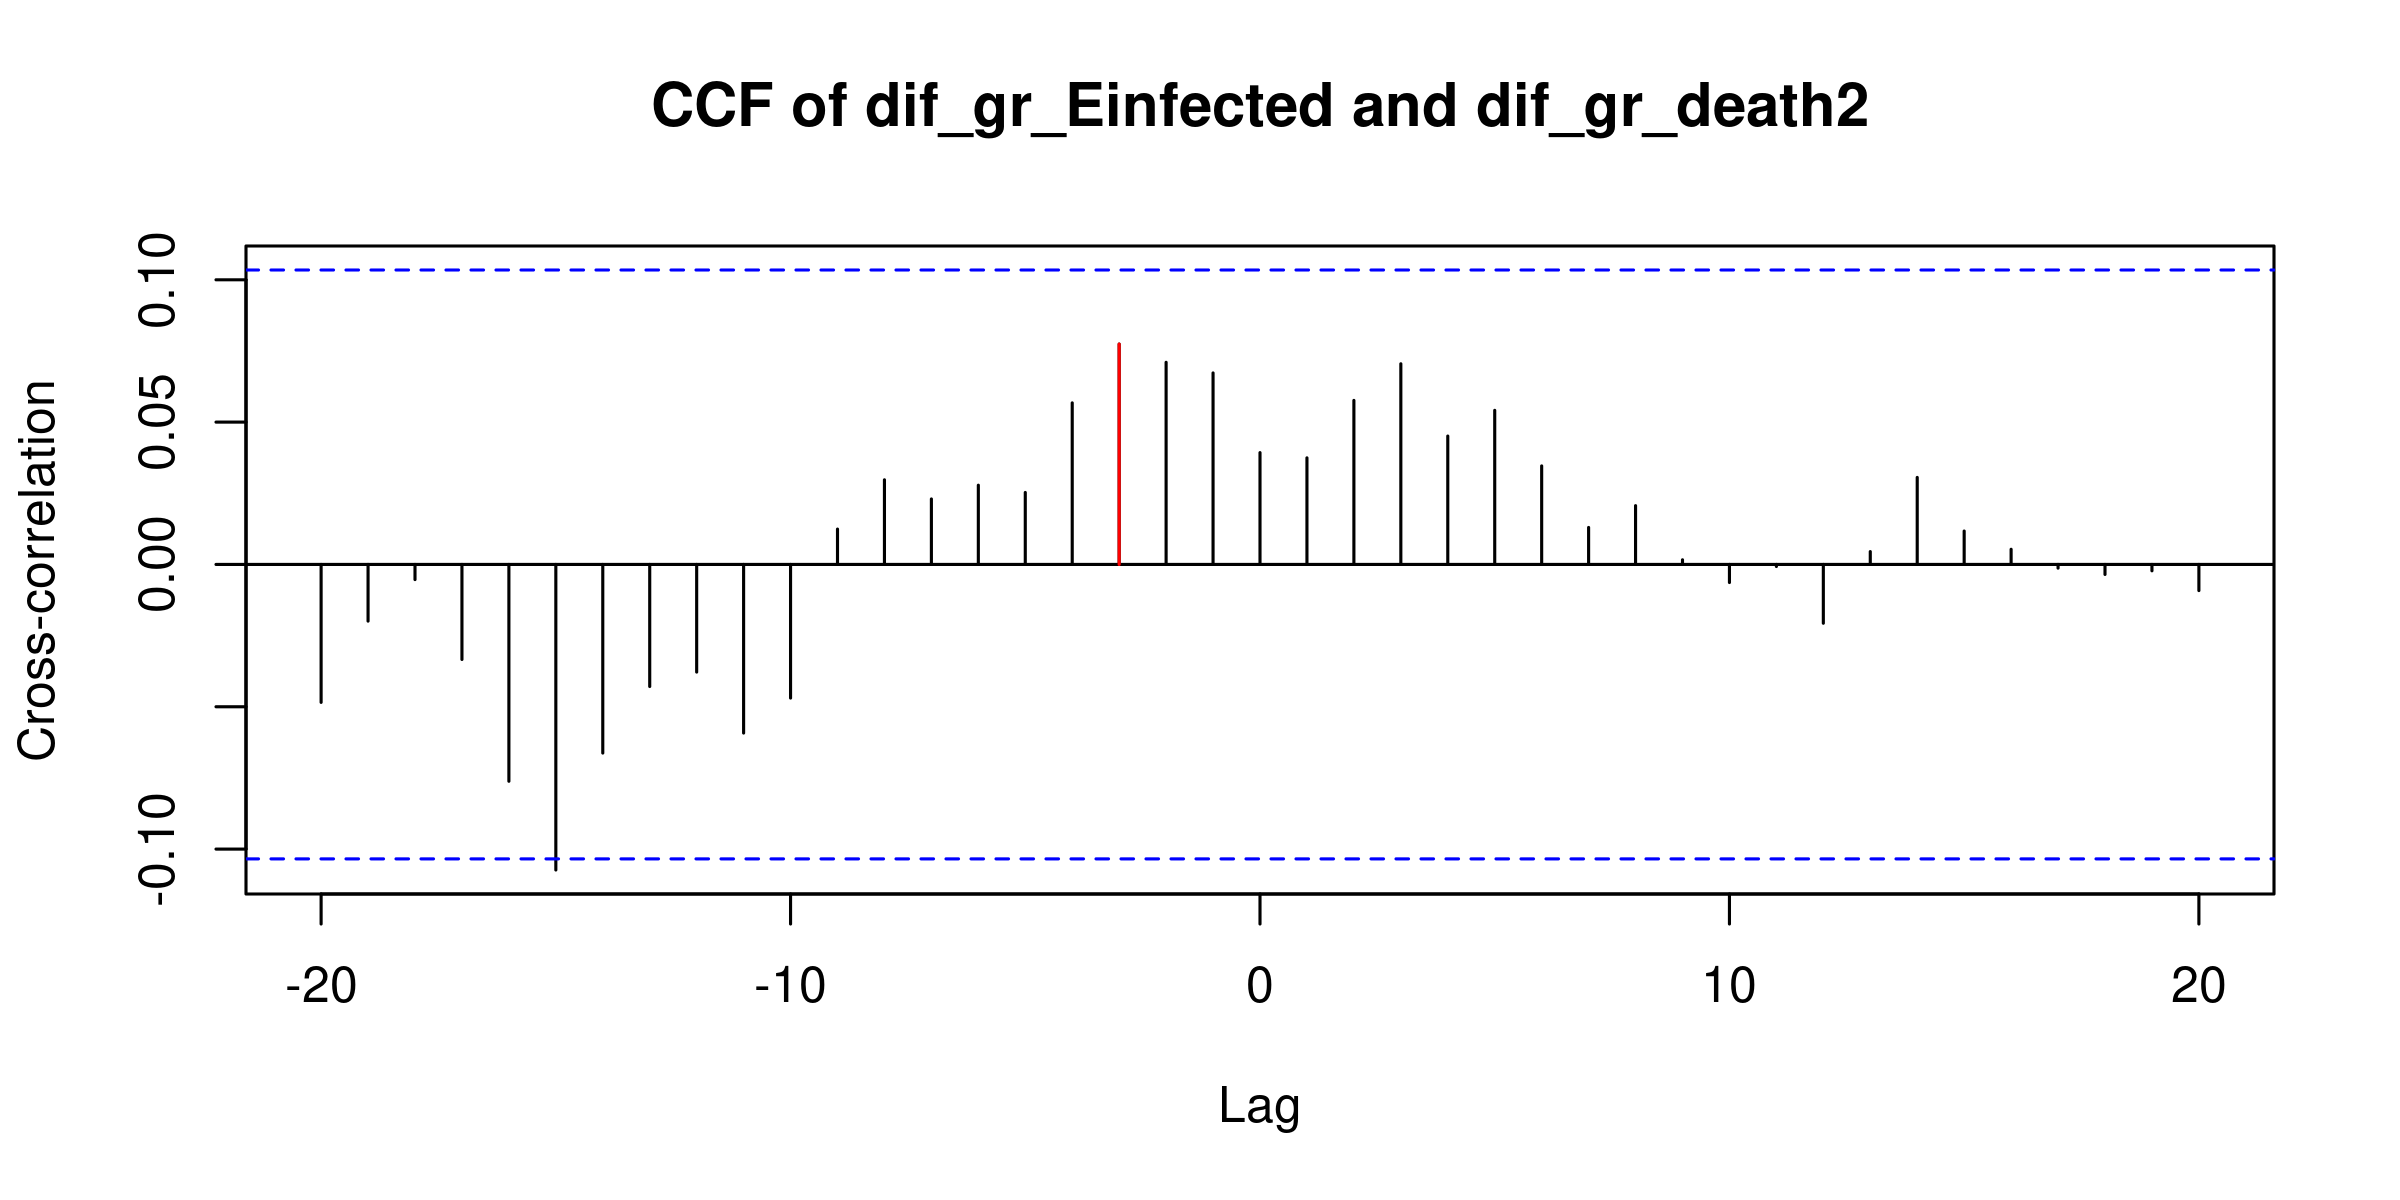 CCF of dif_gr_Einfected and dif_gr_death2
Cross-correlation
0.10
0.05
0.00
-0.10
-20 -10 0 10 20
Lag